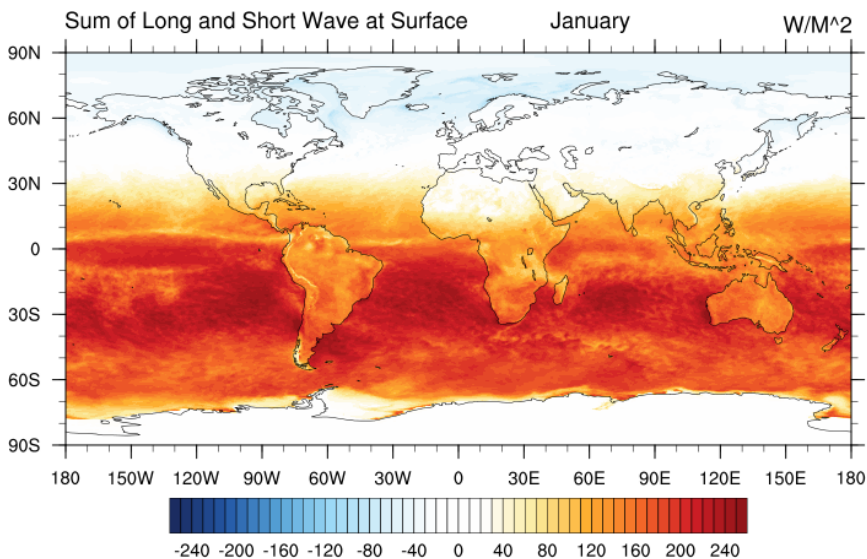 Sum of Long and Short Wave at Surface January W/M^2
90N
60N
30N
0
30S
60S
90S
180 150W 120W 90W 60W 30W 0 30E 60E 90E 120E 150E 180
-240 -200 -160 -120 -80 -40 0 40 80 120 160 200 240